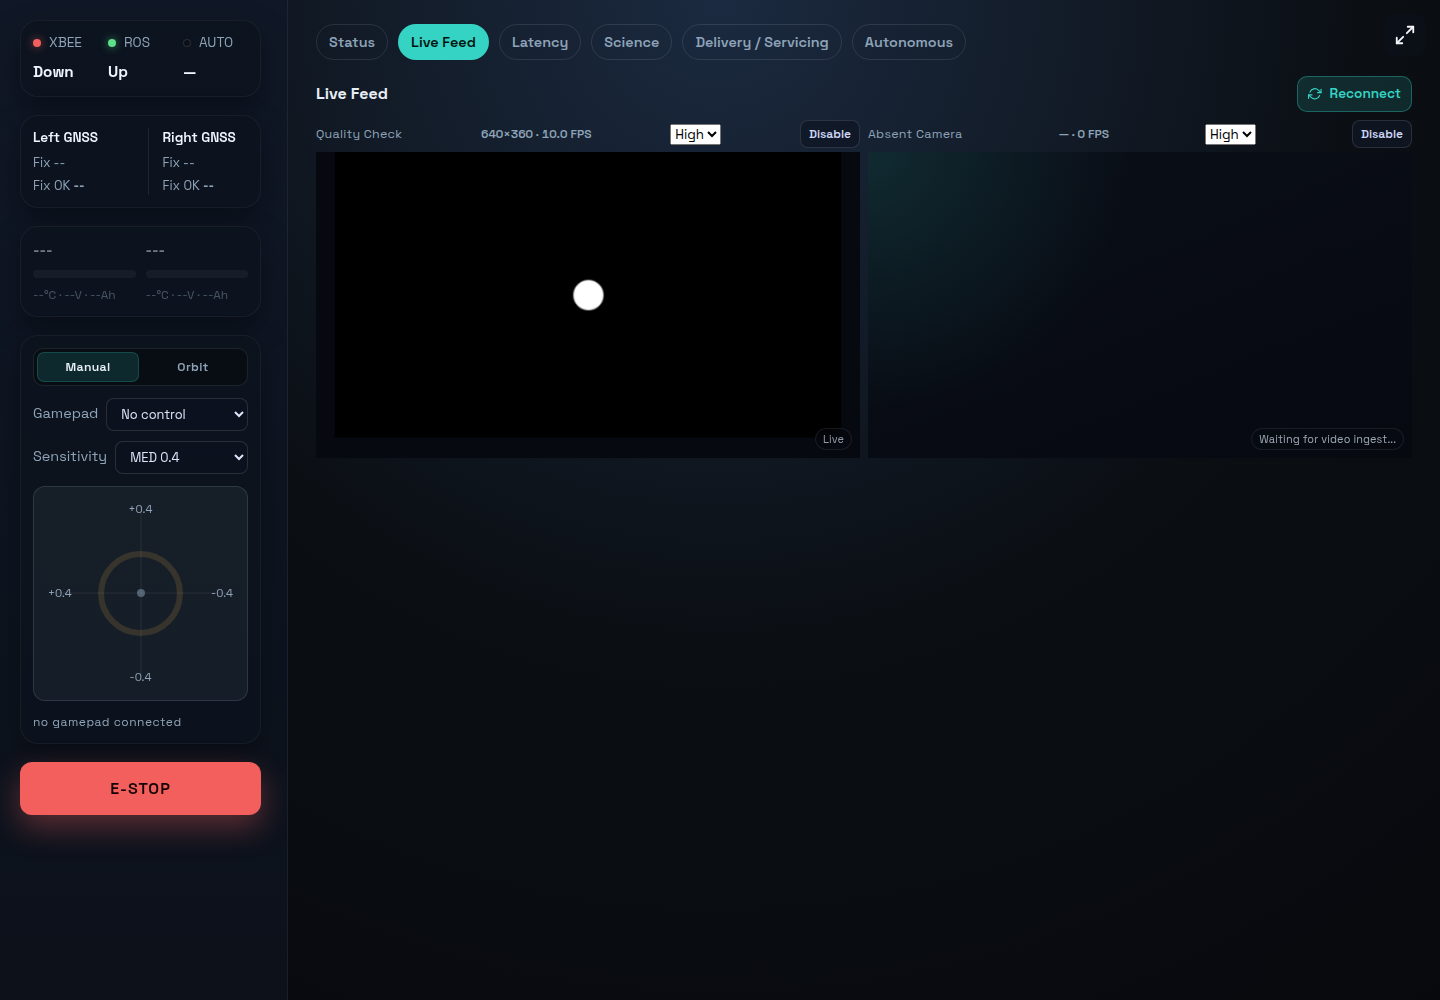 XBEE ROS AUTO
Down Up —
Left GNSS Right GNSS
Fix -- Fix --
Fix OK -- Fix OK --
--- ---
--°C · --V · --Ah --°C · --V · --Ah
Manual Orbit
Gamepad No control
Sensitivity MED 0.4
+0.4
+0.4 -0.4
-0.4
no gamepad connected
E-STOP
Status Live Feed Latency Science Delivery / Servicing Autonomous
Live Feed Reconnect
Quality Check 640×360 · 10.0 FPS High Disable Absent Camera — · 0 FPS High Disable
Live Waiting for video ingest...